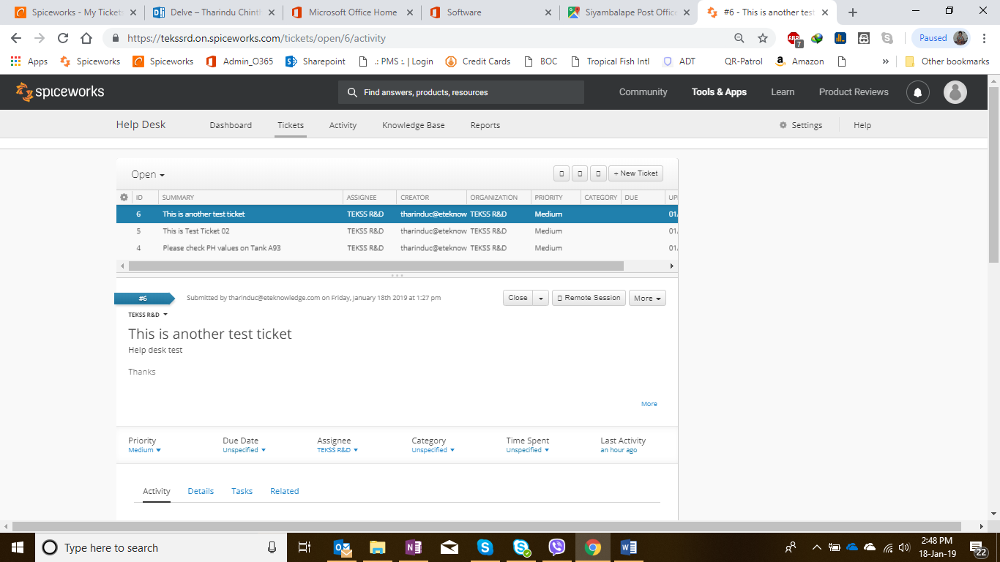 Spiceworks - My Tickets
Delve – Tharindu Chinth
Microsoft Office Home
Software
Siyambalape Post Office
#6 - This is another test
https://tekssrd.on.spiceworks.com/tickets/open/6/activity
ABP
7
Paused
Apps
Spiceworks
Spiceworks
Admin_O365
Sharepoint
.: PMS :. | Login
Credit Cards
BOC
Tropical Fish Intl
ADT
QR-Patrol
Amazon
»
Other bookmarks
spiceworks
Find answers, products, resources
Community
Tools & Apps
Learn
Product Reviews
Help Desk
Dashboard
Tickets
Activity
Knowledge Base
Reports
Settings
Help
Open
+ New Ticket
ID SUMMARY ASSIGNEE CREATOR ORGANIZATION PRIORITY CATEGORY DUE UP
6 This is another test ticket TEKSS R&D tharinduc@eteknow TEKSS R&D Medium 01/
5 This is Test Ticket 02 TEKSS R&D tharinduc@eteknow TEKSS R&D Medium 01/
4 Please check PH values on Tank A93 TEKSS R&D tharinduc@eteknow TEKSS R&D Medium 01/
#6
Submitted by tharinduc@eteknowledge.com on Friday, January 18th 2019 at 1:27 pm
Close
Remote Session
More
TEKSS R&D
This is another test ticket
Help desk test
Thanks
More
Priority Due Date Assignee Category Time Spent Last Activity
Medium Unspecified TEKSS R&D Unspecified Unspecified an hour ago
Activity Details Tasks Related
Type here to search
2:48 PM
18-Jan-19
22